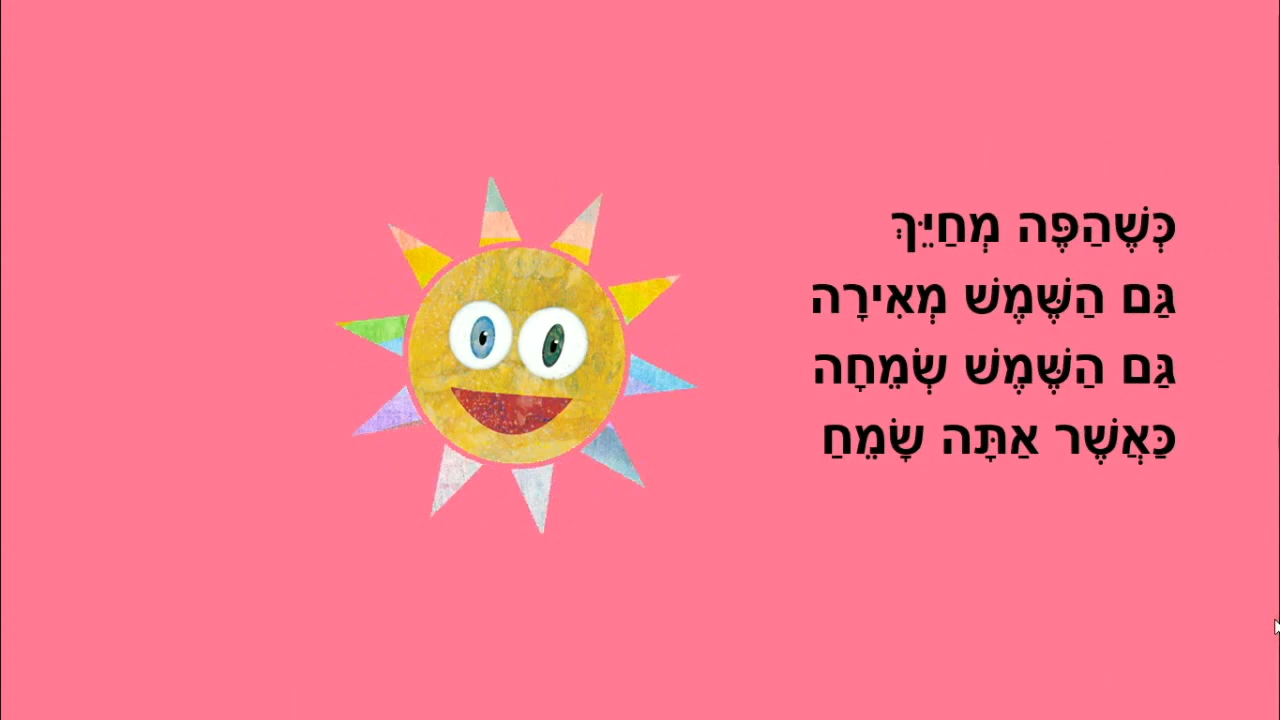 כְּשֶׁהַפֶּה מְחַיֵּךְ
גַּם הַשֶּׁמֶשׁ מְאִירָה
גַּם הַשֶּׁמֶשׁ שְׂמֵחָה
כַּאֲשֶׁר אַתָּה שָׂמֵחַ